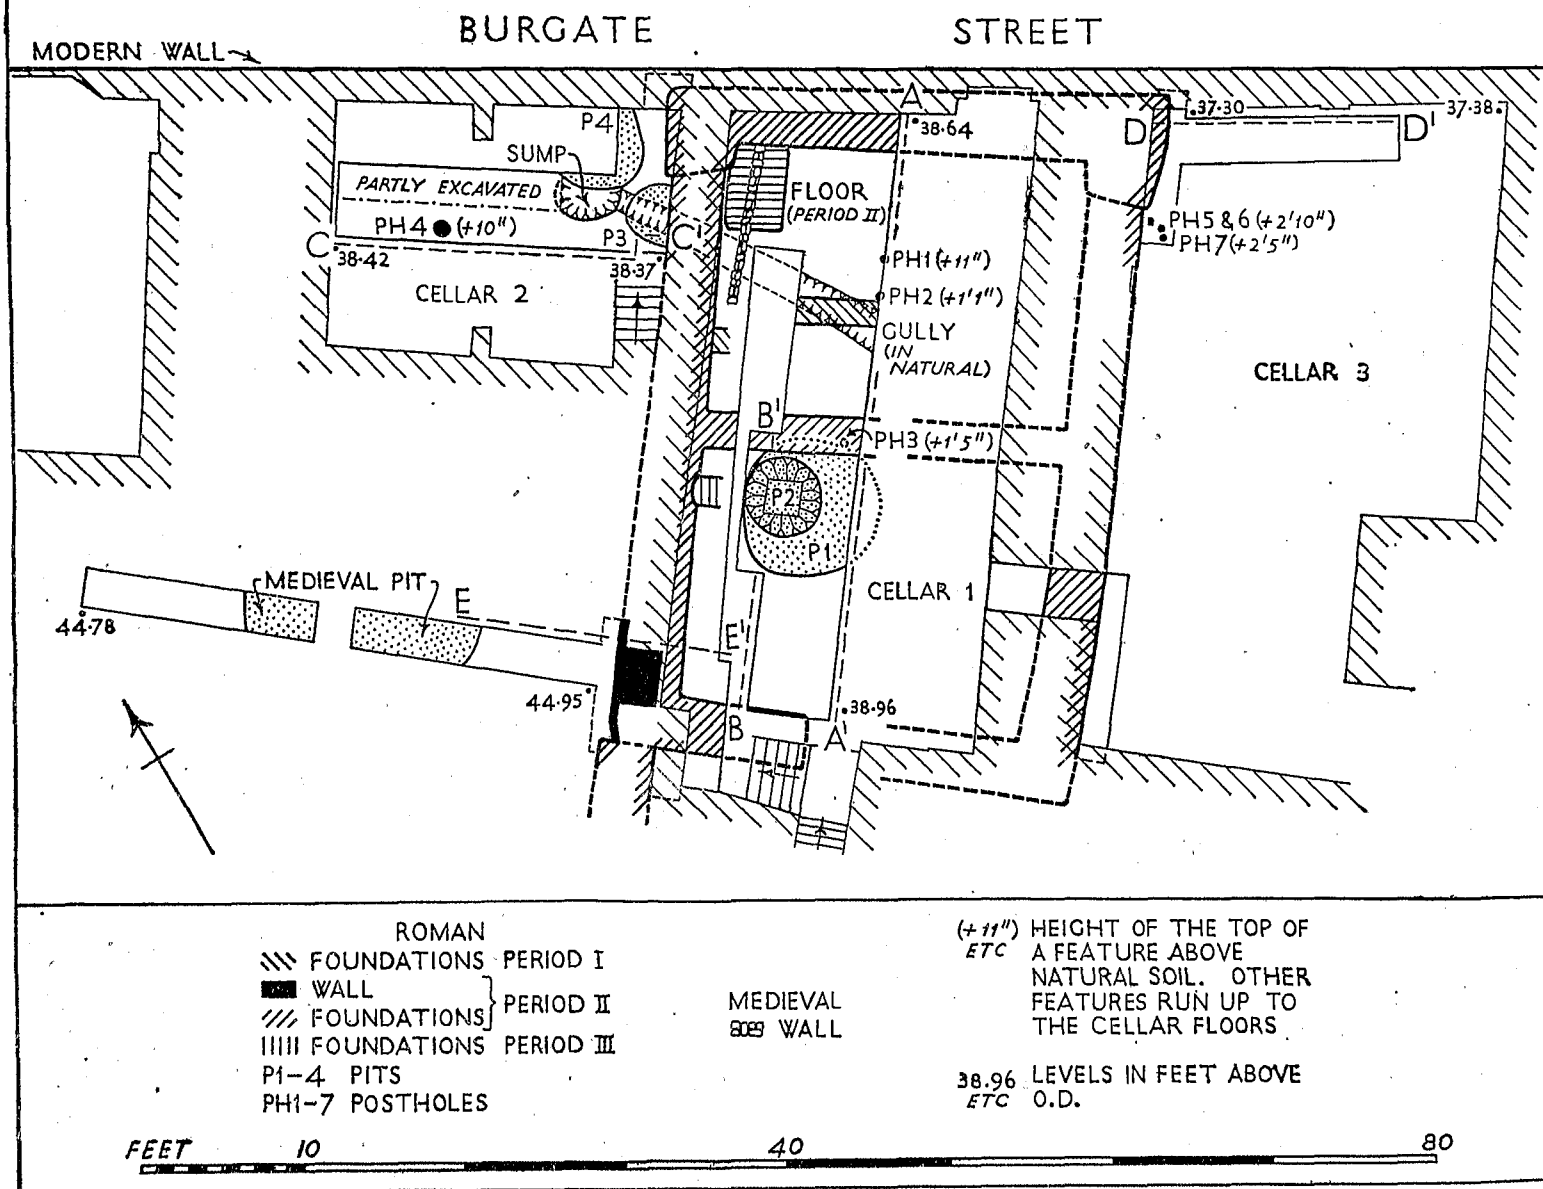 BURGATE STREET
MODERN WALL
A
P4
38.64
37.30
37.38
D
D'
SUMP
PARTLY EXCAVATED
FLOOR
(PERIOD II)
PH4 (+10")
P3
C
C'
38.42
38.37
PH5 & 6 (+2'10")
PH7 (+2'5")
PH1 (+11")
PH2 (+1'1")
CELLAR 2
GULLY
(IN
NATURAL)
CELLAR 3
B'
PH3 (+1'5")
P2
P1
MEDIEVAL PIT
E
CELLAR 1
44.78
E'
44.95
B
38.96
A
ROMAN
FOUNDATIONS PERIOD I
WALL
PERIOD II
FOUNDATIONS
FOUNDATIONS PERIOD III
P1-4 PITS
PH1-7 POSTHOLES
MEDIEVAL
WALL
(+11") HEIGHT OF THE TOP OF
ETC A FEATURE ABOVE
NATURAL SOIL. OTHER
FEATURES RUN UP TO
THE CELLAR FLOORS
38.96 LEVELS IN FEET ABOVE
ETC O.D.
FEET 10 40 80